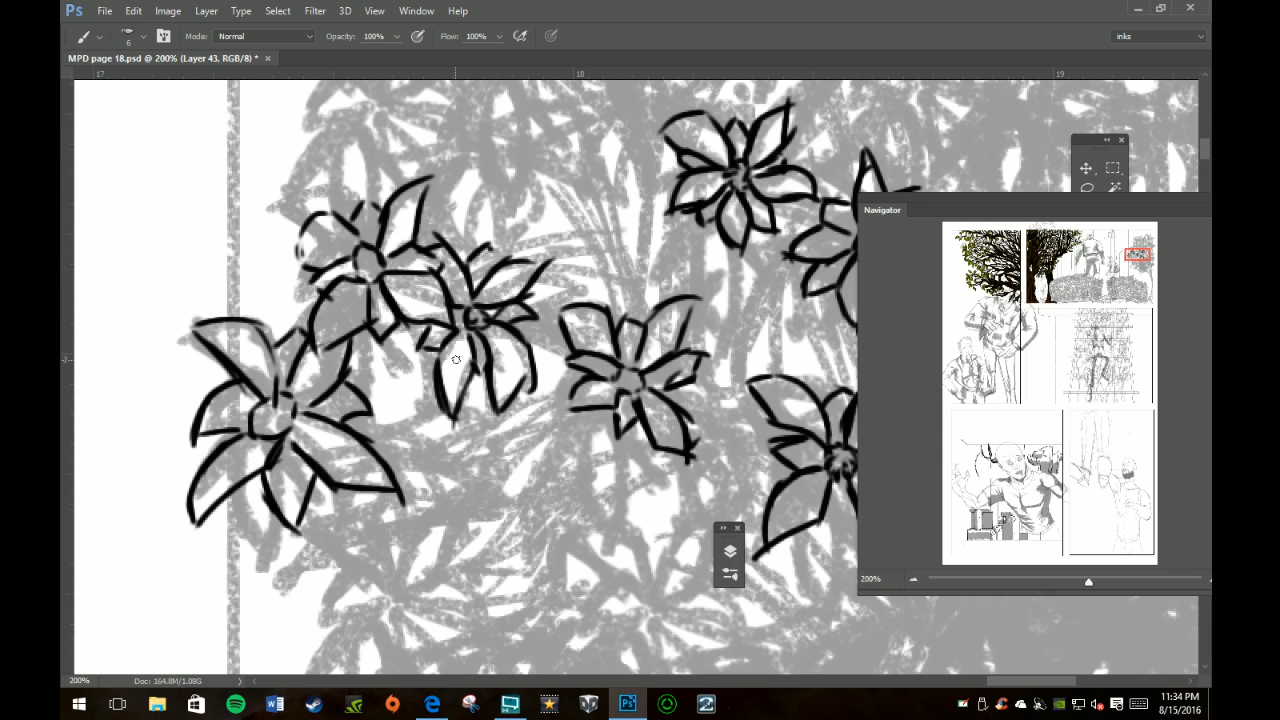 Ps File Edit Image Layer Type Select Filter 3D View Window Help
6 Mode: Normal Opacity: 100% Flow: 100% inks
MPD page 18.psd @ 200% (Layer 43, RGB/8) * ×
17 18 19
Navigator
200%
200% Doc: 164.8M/1.08G
11:34 PM
8/15/2016